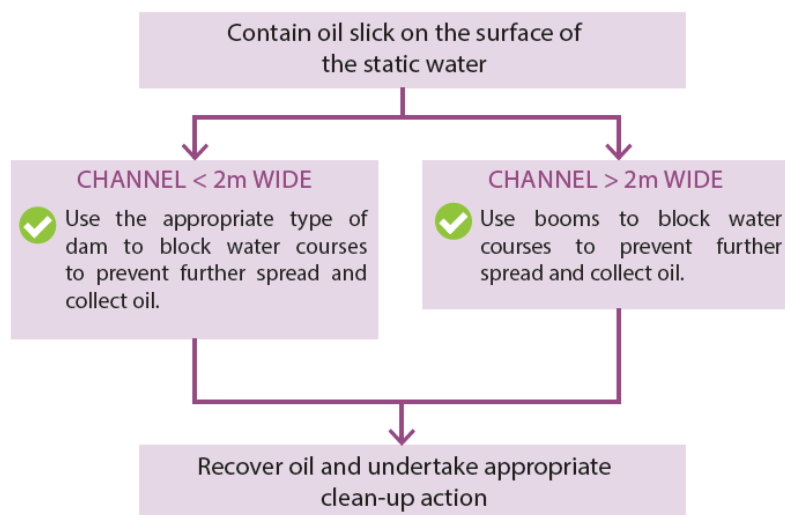 Contain oil slick on the surface of
the static water
CHANNEL < 2m WIDE
Use the appropriate type of
dam to block water courses
to prevent further spread and
collect oil.
CHANNEL > 2m WIDE
Use booms to block water
courses to prevent further
spread and collect oil.
Recover oil and undertake appropriate
clean-up action